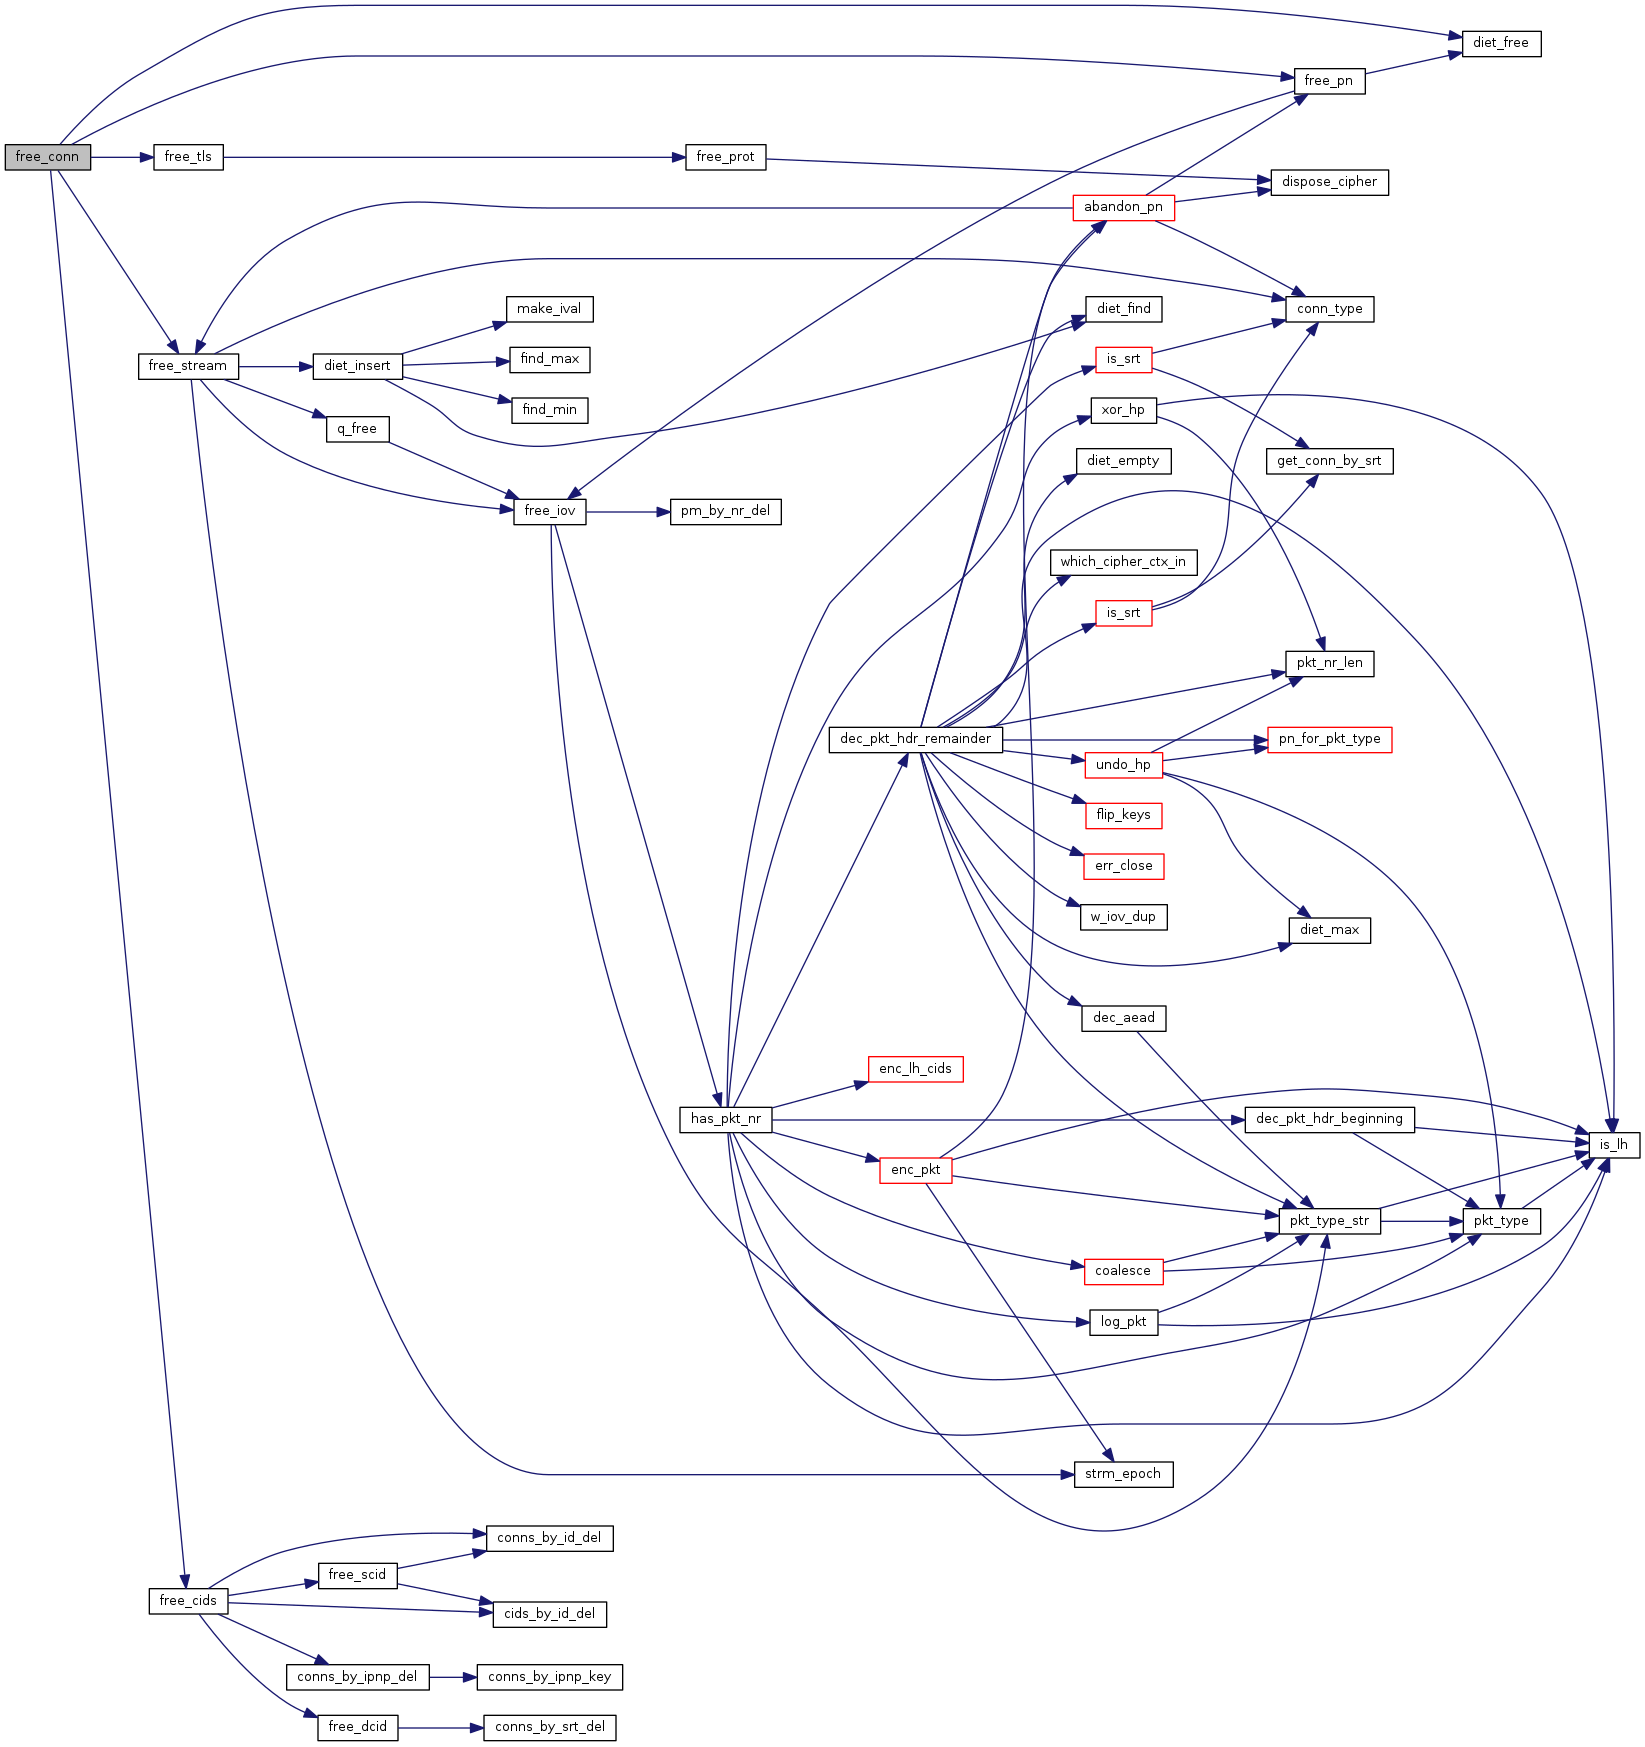 diet_free
free_pn
free_conn
free_tls
free_prot
dispose_cipher
abandon_pn
make_ival
diet_find
conn_type
find_max
is_srt
free_stream
diet_insert
find_min
xor_hp
q_free
diet_empty
get_conn_by_srt
free_iov
pm_by_nr_del
which_cipher_ctx_in
is_srt
pkt_nr_len
dec_pkt_hdr_remainder
pn_for_pkt_type
undo_hp
flip_keys
err_close
w_iov_dup
diet_max
dec_aead
enc_lh_cids
has_pkt_nr
dec_pkt_hdr_beginning
is_lh
enc_pkt
pkt_type_str
pkt_type
coalesce
log_pkt
strm_epoch
conns_by_id_del
free_scid
free_cids
cids_by_id_del
conns_by_ipnp_del
conns_by_ipnp_key
free_dcid
conns_by_srt_del